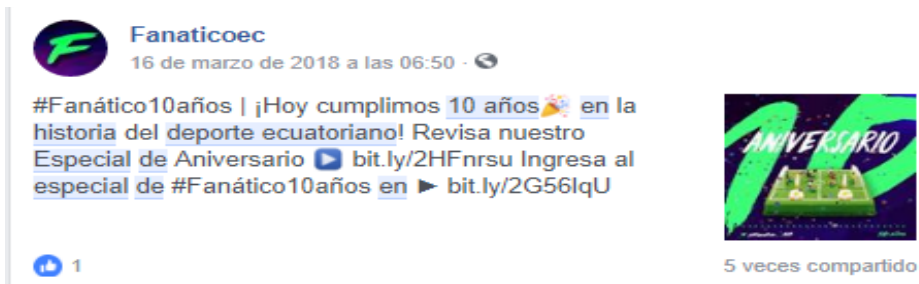 Fanaticoec
16 de marzo de 2018 a las 06:50 ·
#Fanático10años | ¡Hoy cumplimos 10 años🎉 en la
historia del deporte ecuatoriano! Revisa nuestro
Especial de Aniversario ▶️ bit.ly/2HFnrsu Ingresa al
especial de #Fanático10años en ► bit.ly/2G56lqU
ANIVERSARIO
1
5 veces compartido